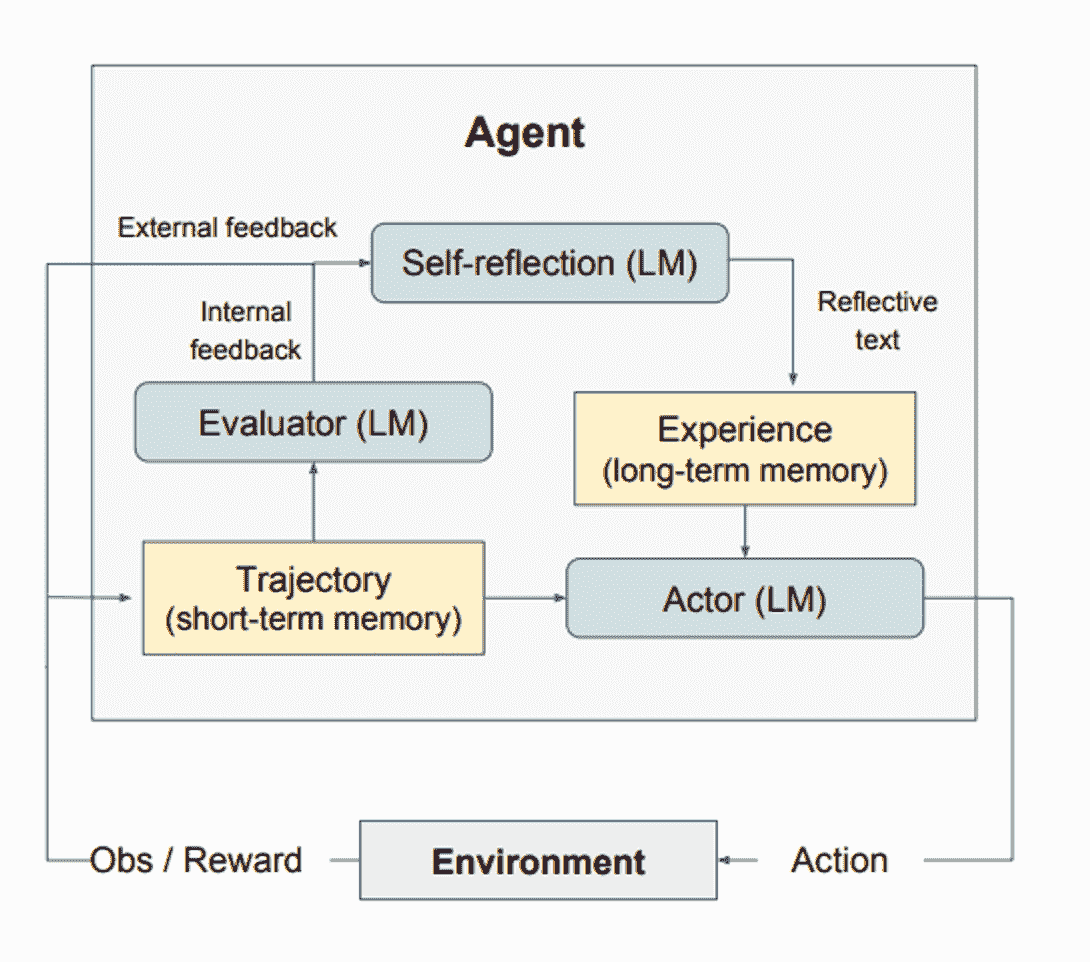 Agent
External feedback
Self-reflection (LM)
Internal
feedback
Reflective
text
Evaluator (LM)
Experience
(long-term memory)
Trajectory
(short-term memory)
Actor (LM)
Obs / Reward
Environment
Action